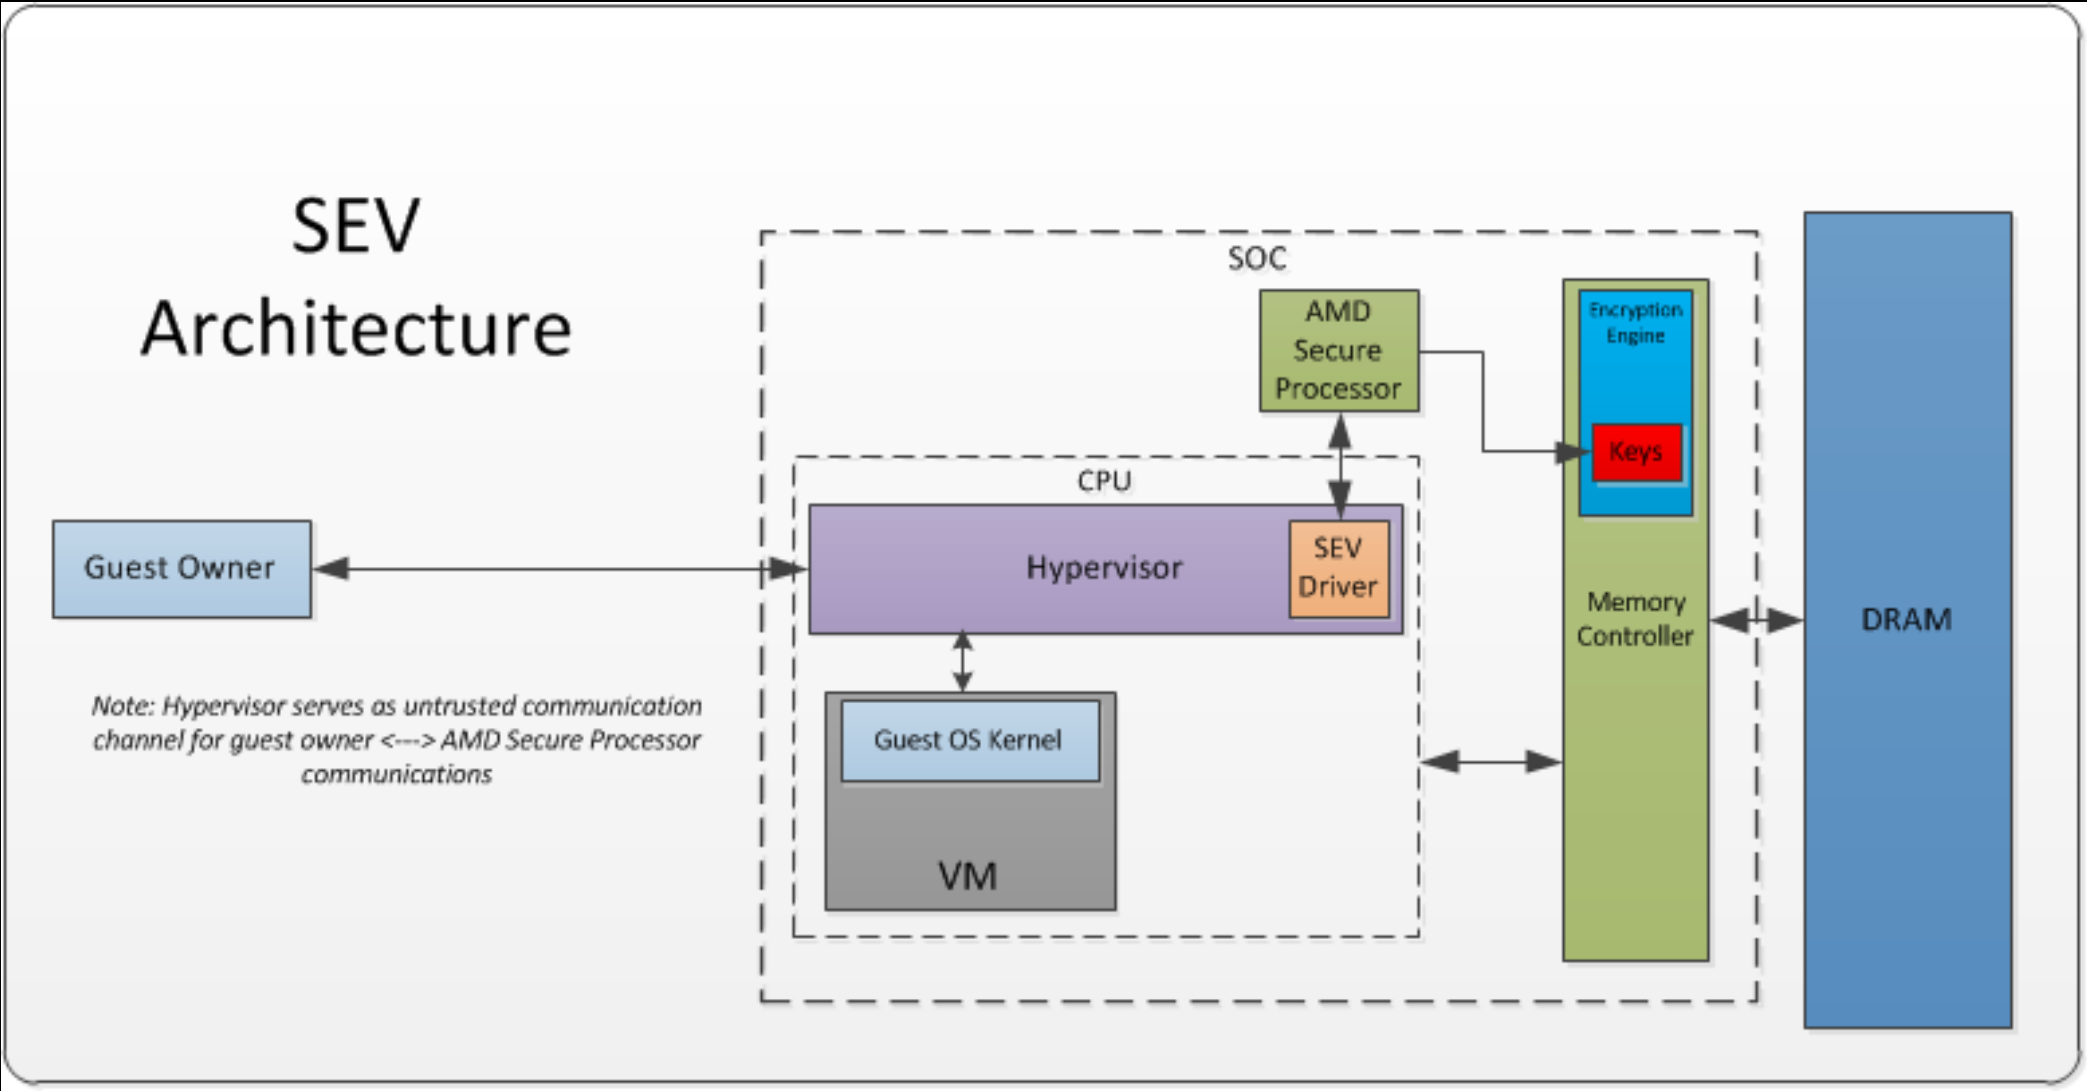 SEV
Architecture
SOC
AMD
Secure
Processor
Encryption
Engine
Keys
CPU
Guest Owner
Hypervisor
SEV
Driver
Memory
Controller
DRAM
Note: Hypervisor serves as untrusted communication
channel for guest owner <---> AMD Secure Processor
communications
Guest OS Kernel
VM